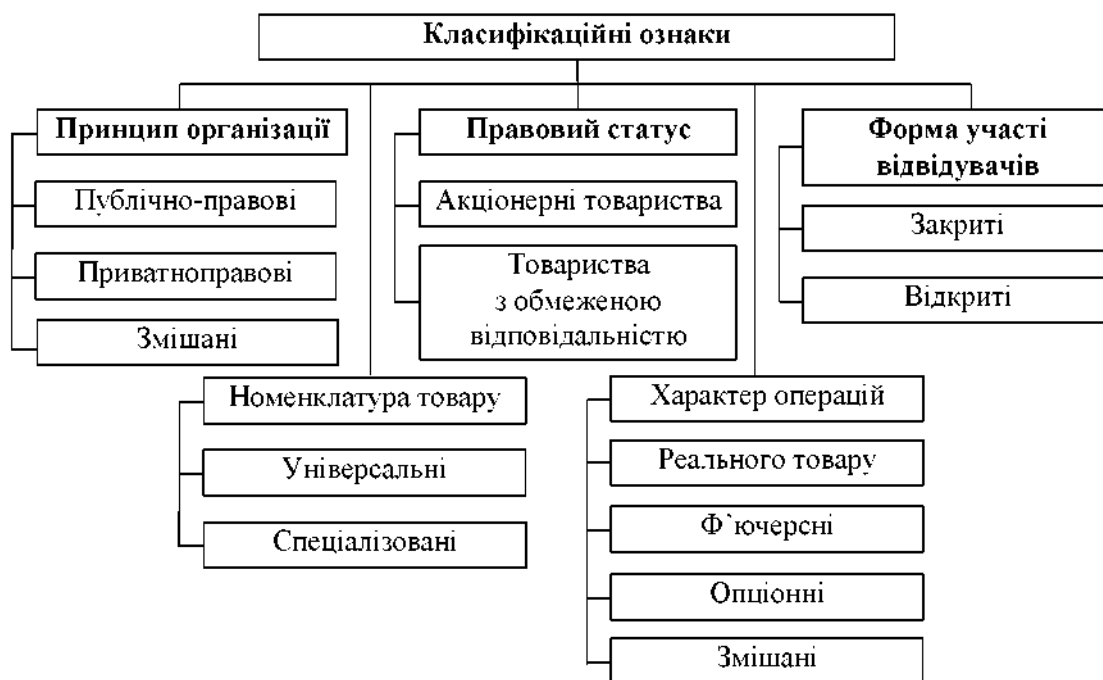 Класифікаційні ознаки
Принцип організації
Публічно-правові
Приватноправові
Змішані
Правовий статус
Акціонерні товариства
Товариства
з обмеженою
відповідальністю
Форма участі
відвідувачів
Закриті
Відкриті
Номенклатура товару
Універсальні
Спеціалізовані
Характер операцій
Реального товару
Ф`ючерсні
Опціонні
Змішані